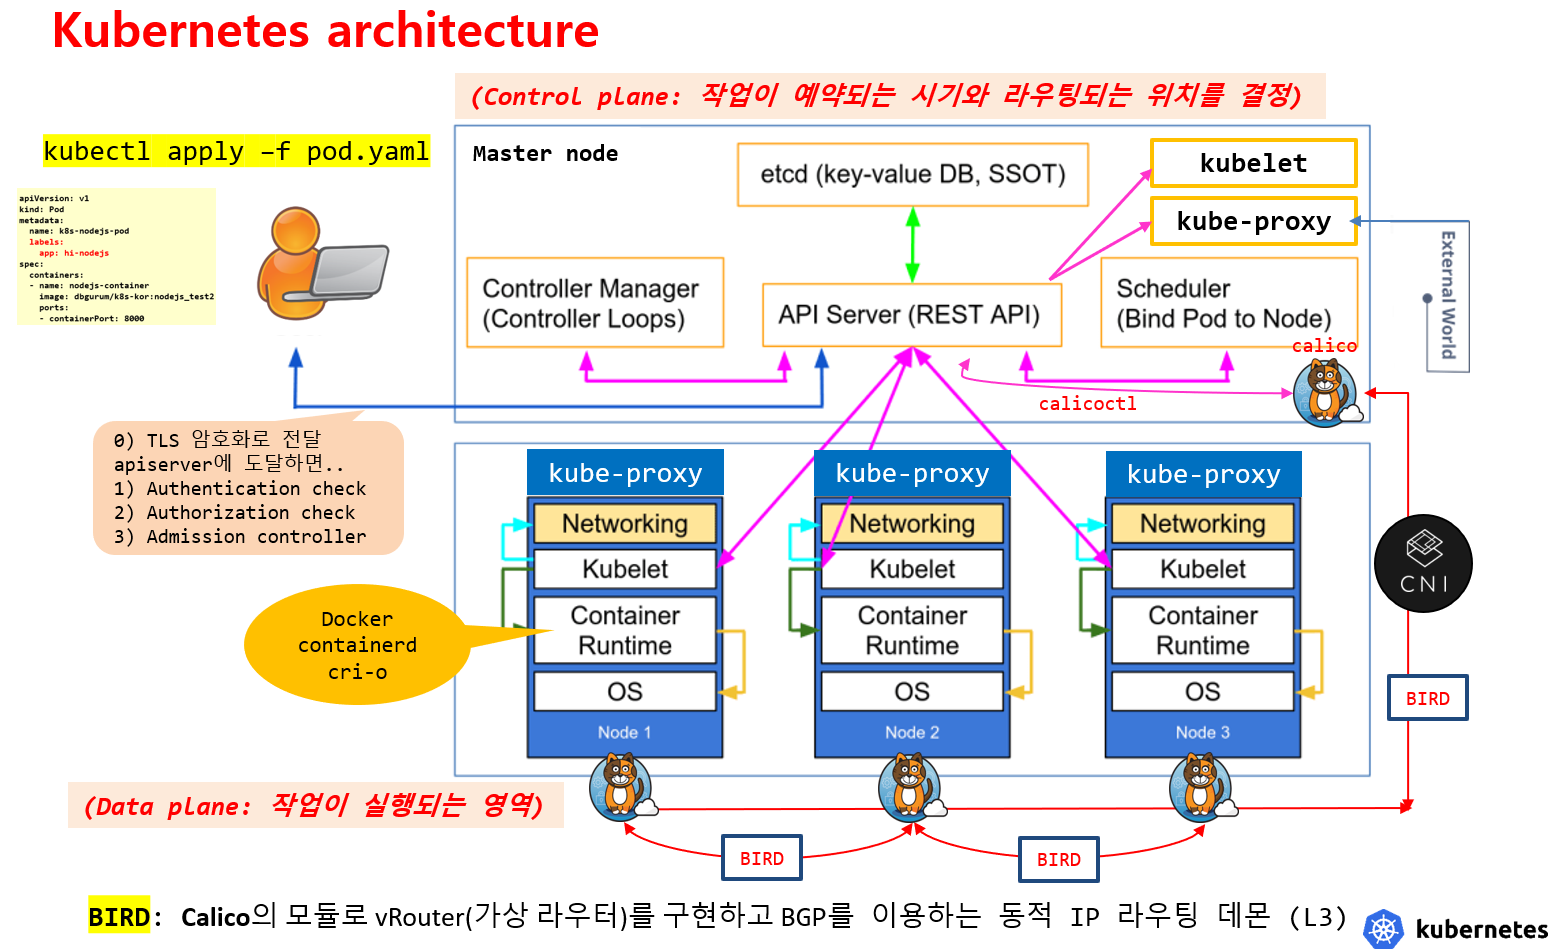 Kubernetes architecture
(Control plane: 작업이 예약되는 시기와 라우팅되는 위치를 결정)
kubectl apply –f pod.yaml
apiVersion: v1
kind: Pod
metadata:
  name: k8s-nodejs-pod
  labels:
    app: hi-nodejs
spec:
  containers:
  - name: nodejs-container
    image: dbgurum/k8s-kor:nodejs_test2
    ports:
    - containerPort: 8000
Master node
etcd (key-value DB, SSOT)
kubelet
kube-proxy
External World
Controller Manager
(Controller Loops)
API Server (REST API)
Scheduler
(Bind Pod to Node)
calico
calicoctl
0) TLS 암호화로 전달
apiserver에 도달하면..
1) Authentication check
2) Authorization check
3) Admission controller
kube-proxy
Networking
Kubelet
Container
Runtime
OS
Node 1
kube-proxy
Networking
Kubelet
Container
Runtime
OS
Node 2
kube-proxy
Networking
Kubelet
Container
Runtime
OS
Node 3
Docker
containerd
cri-o
CNI
BIRD
(Data plane: 작업이 실행되는 영역)
BIRD
BIRD
BIRD: Calico의 모듈로 vRouter(가상 라우터)를 구현하고 BGP를 이용하는 동적 IP 라우팅 데몬 (L3)
kubernetes